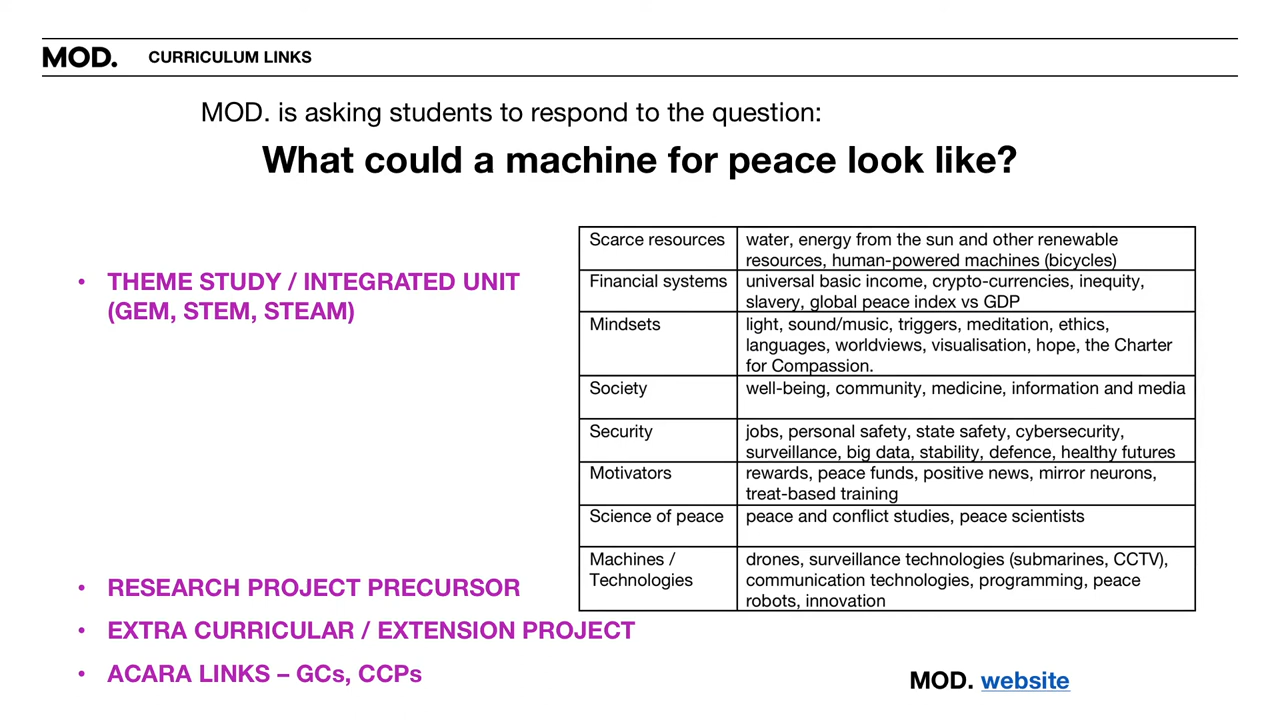 MOD. CURRICULUM LINKS
MOD. is asking students to respond to the question:
What could a machine for peace look like?
• THEME STUDY / INTEGRATED UNIT
(GEM, STEM, STEAM)
Scarce resources water, energy from the sun and other renewable
resources, human-powered machines (bicycles)
Financial systems universal basic income, crypto-currencies, inequity,
slavery, global peace index vs GDP
Mindsets light, sound/music, triggers, meditation, ethics,
languages, worldviews, visualisation, hope, the Charter
for Compassion.
Society well-being, community, medicine, information and media
Security jobs, personal safety, state safety, cybersecurity,
surveillance, big data, stability, defence, healthy futures
Motivators rewards, peace funds, positive news, mirror neurons,
treat-based training
Science of peace peace and conflict studies, peace scientists
Machines / drones, surveillance technologies (submarines, CCTV),
Technologies communication technologies, programming, peace
robots, innovation
• RESEARCH PROJECT PRECURSOR
• EXTRA CURRICULAR / EXTENSION PROJECT
• ACARA LINKS – GCs, CCPs
MOD. website